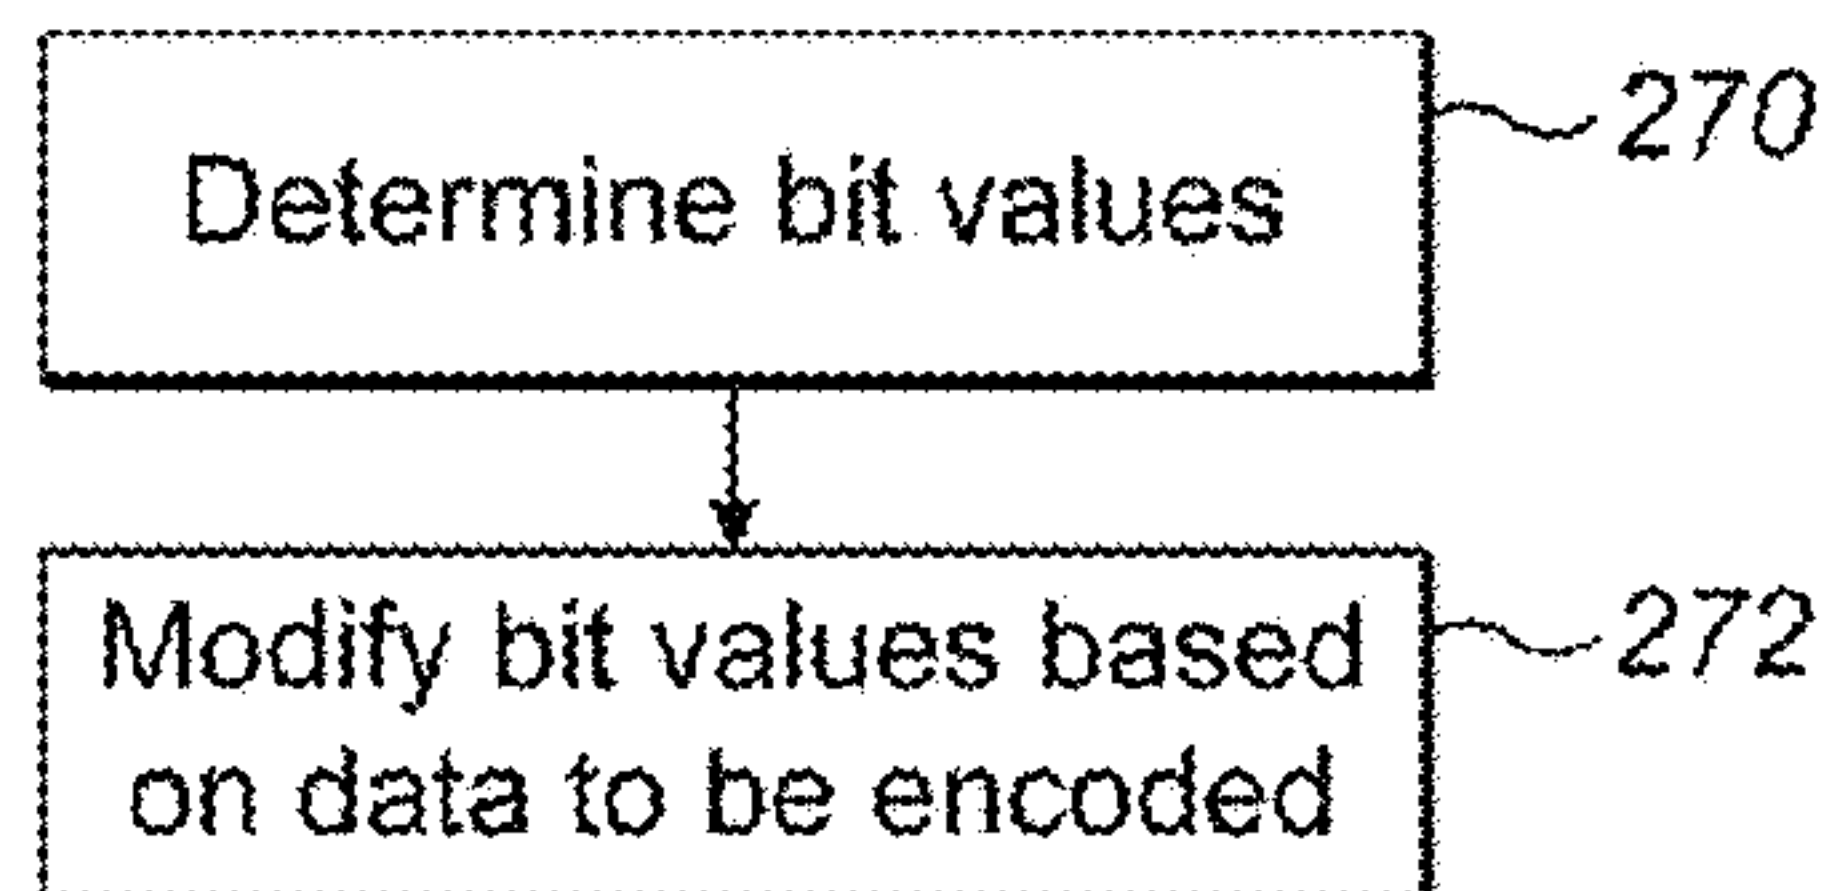 Determine bit values
270
Modify bit values based
on data to be encoded
272